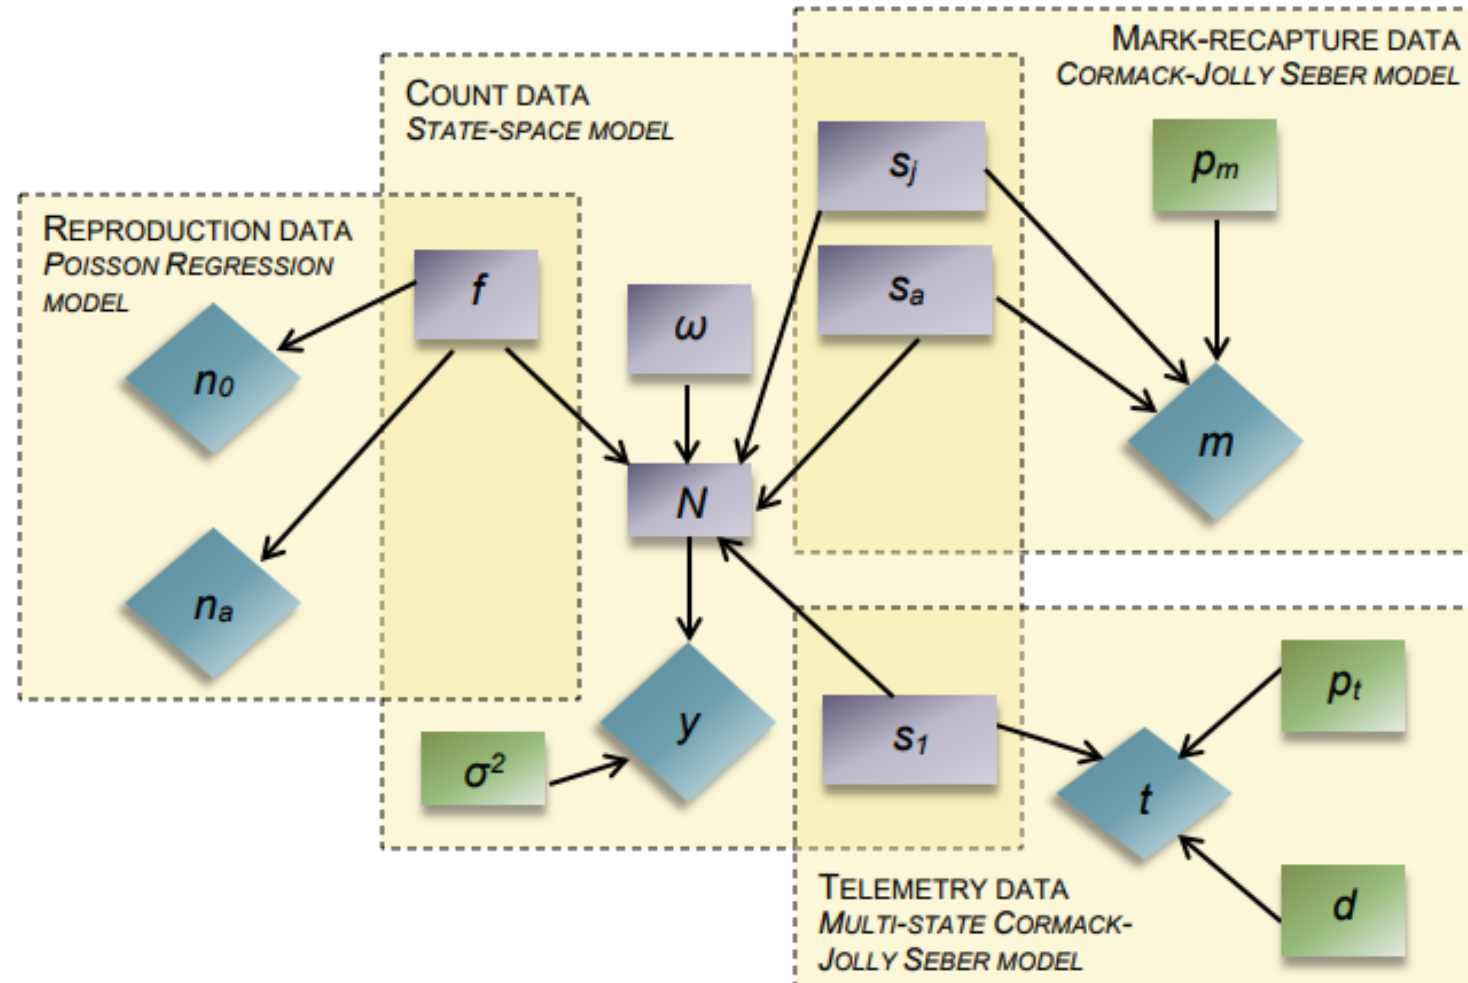 MARK-RECAPTURE DATA
CORMACK-JOLLY SEBER MODEL
COUNT DATA
STATE-SPACE MODEL
sj
pm
REPRODUCTION DATA
POISSON REGRESSION
MODEL
f
sa
ω
n0
m
N
na
y
s1
pt
σ2
t
TELEMETRY DATA
MULTI-STATE CORMACK-
JOLLY SEBER MODEL
d